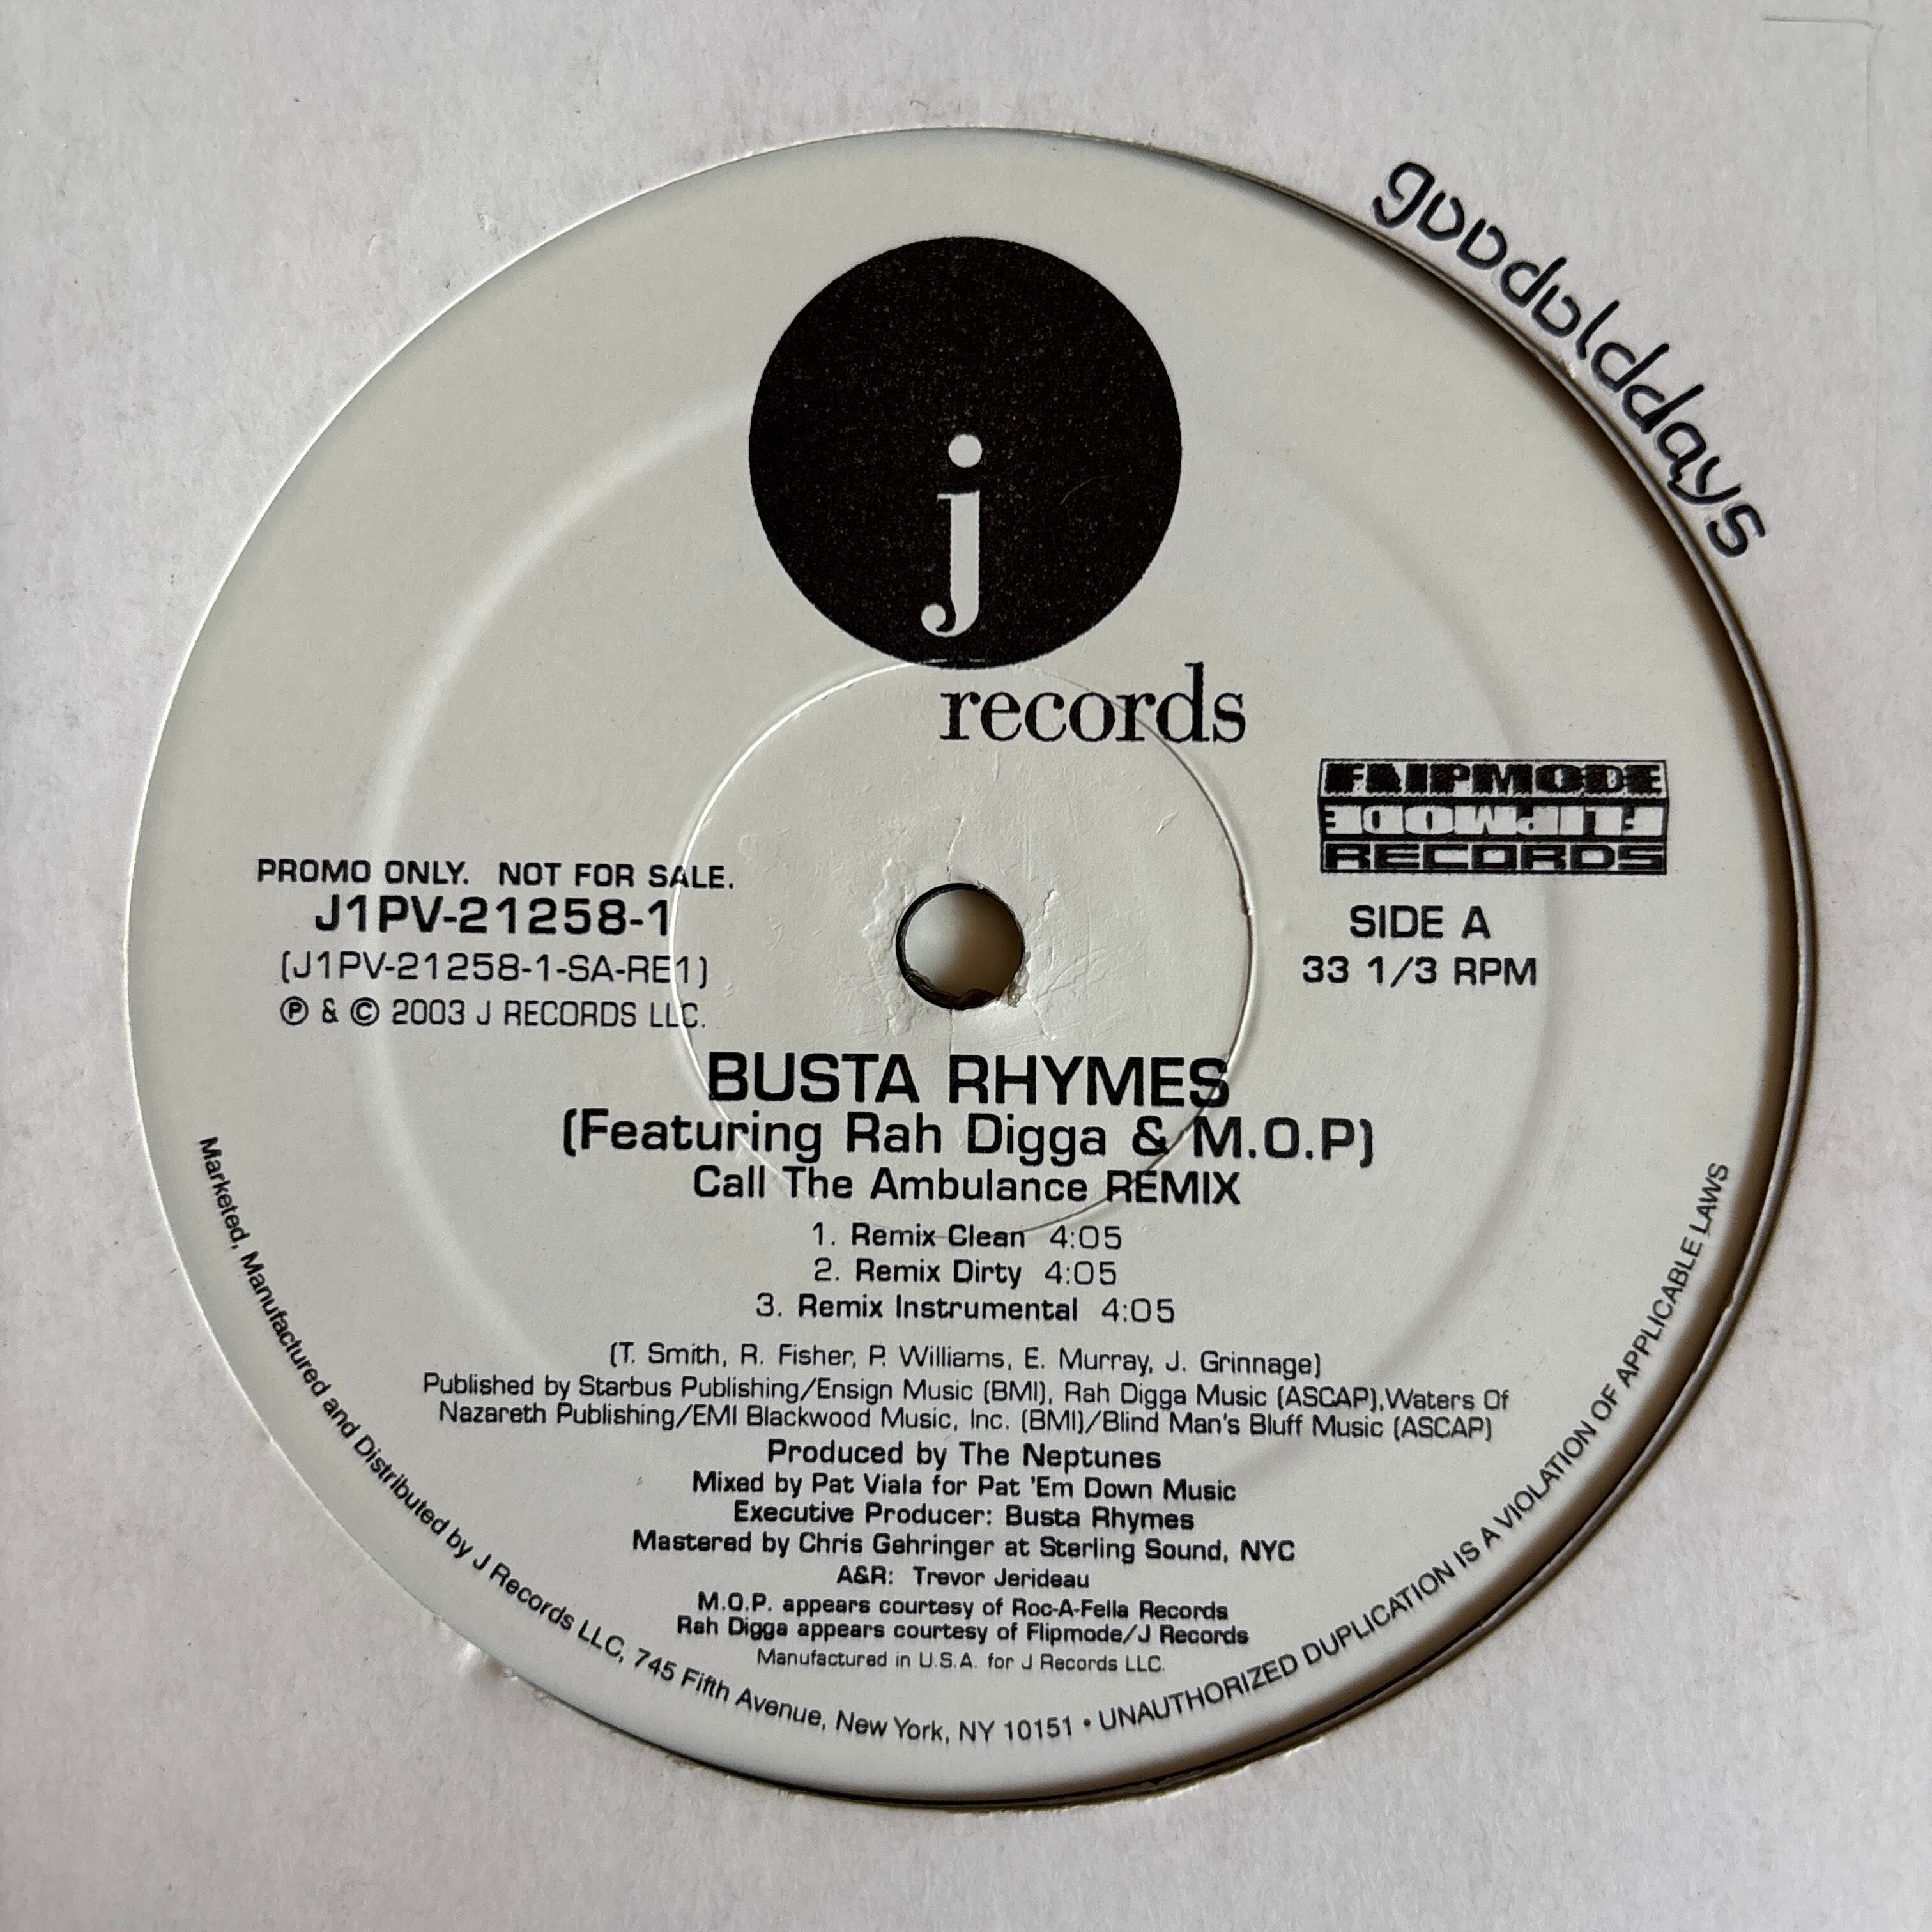 goodolddays
j
records
FLIPMODE
FLIPMODE
RECORDS
PROMO ONLY. NOT FOR SALE.
J1PV-21258-1
(J1PV-21258-1-SA-RE1)
℗ & © 2003 J RECORDS LLC.
SIDE A
33 1/3 RPM
BUSTA RHYMES
(Featuring Rah Digga & M.O.P)
Call The Ambulance REMIX
1. Remix Clean 4:05
2. Remix Dirty 4:05
3. Remix Instrumental 4:05
(T. Smith, R. Fisher, P. Williams, E. Murray, J. Grinnage)
Published by Starbus Publishing/Ensign Music (BMI), Rah Digga Music (ASCAP),Waters Of
Nazareth Publishing/EMI Blackwood Music, Inc. (BMI)/Blind Man's Bluff Music (ASCAP)
Produced by The Neptunes
Mixed by Pat Viala for Pat 'Em Down Music
Executive Producer: Busta Rhymes
Mastered by Chris Gehringer at Sterling Sound, NYC
A&R: Trevor Jerideau
M.O.P. appears courtesy of Roc-A-Fella Records
Rah Digga appears courtesy of Flipmode/J Records
Manufactured in U.S.A. for J Records LLC.
Marketed, Manufactured and Distributed by J Records LLC, 745 Fifth Avenue, New York, NY 10151 • UNAUTHORIZED DUPLICATION IS A VIOLATION OF APPLICABLE LAWS